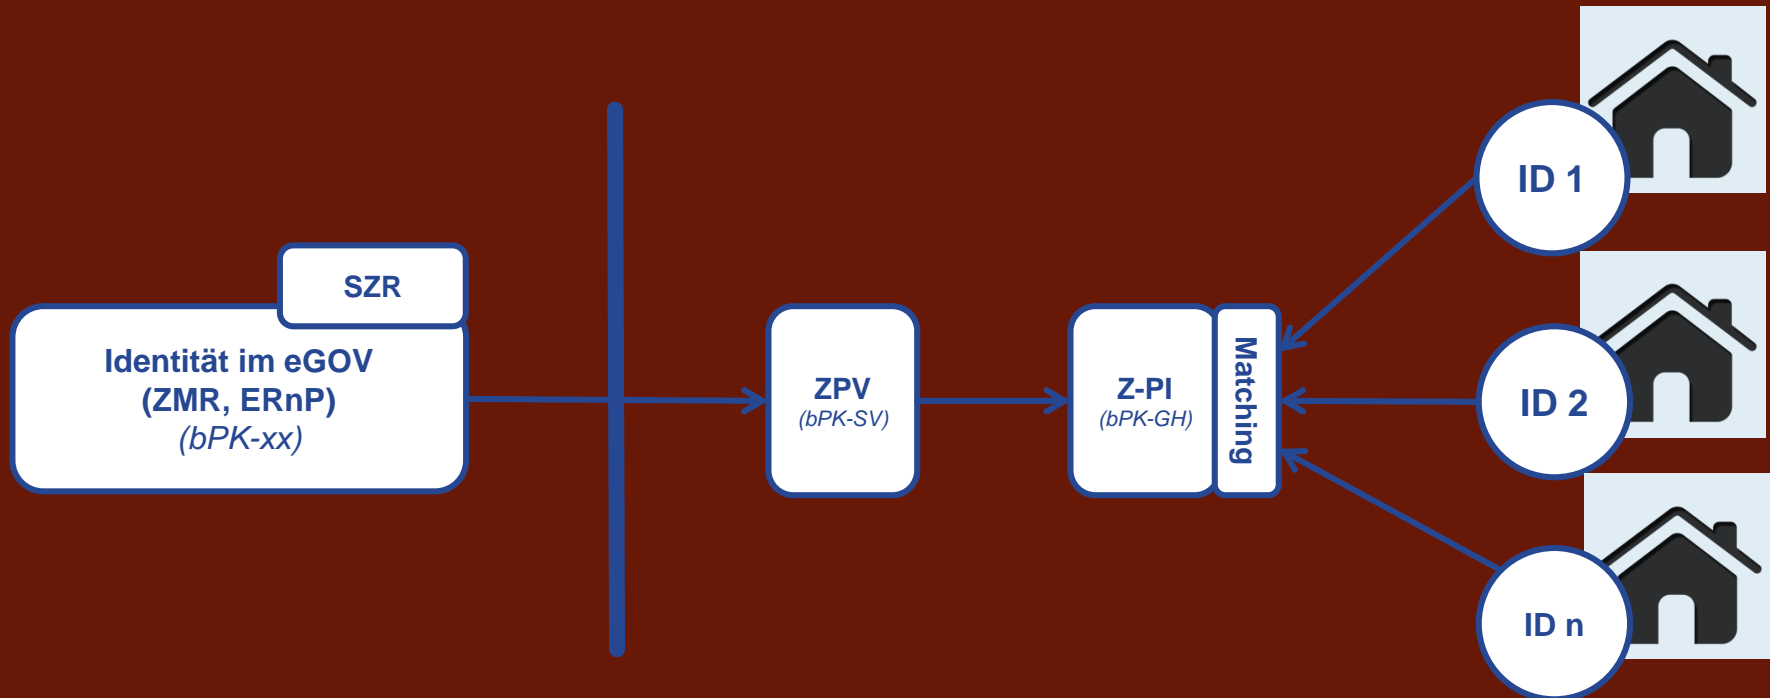 SZR
Identität im eGOV
(ZMR, ERnP)
(bPK-xx)
ZPV
(bPK-SV)
Z-PI
(bPK-GH)
Matching
ID 1
ID 2
ID n